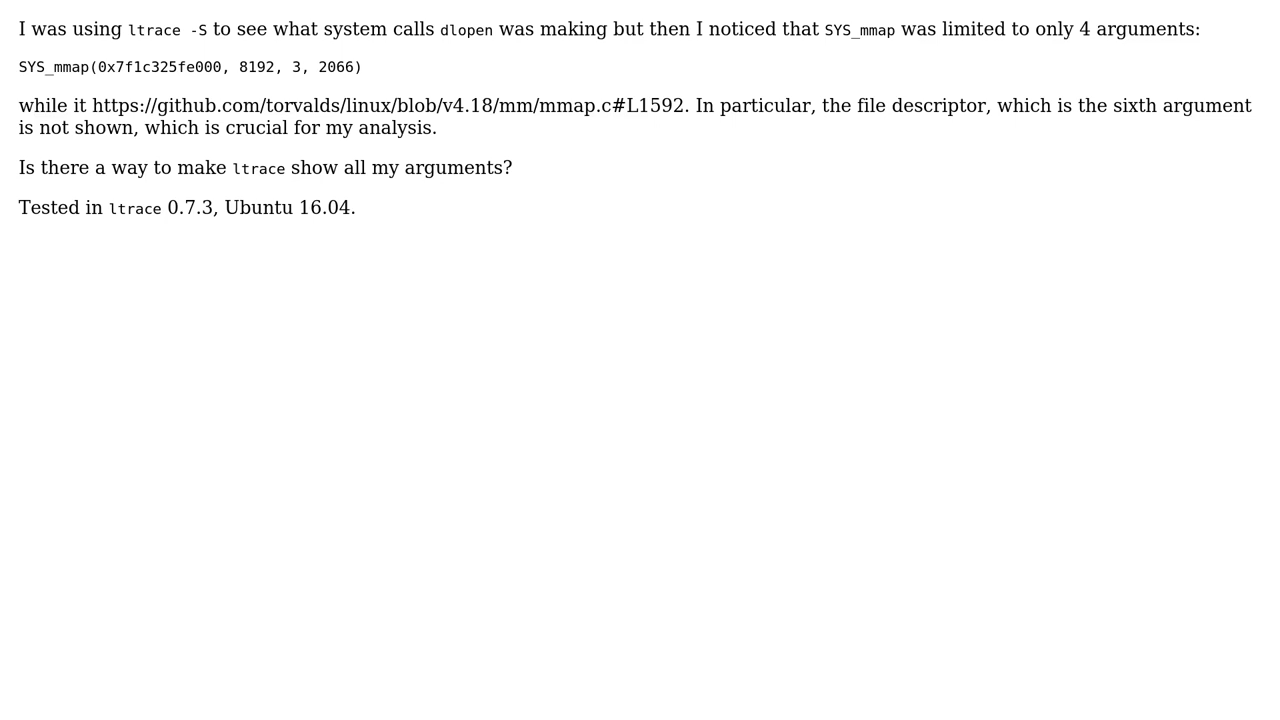 I was using ltrace -S to see what system calls dlopen was making but then I noticed that SYS_mmap was limited to only 4 arguments:
SYS_mmap(0x7f1c325fe000, 8192, 3, 2066)
while it https://github.com/torvalds/linux/blob/v4.18/mm/mmap.c#L1592. In particular, the file descriptor, which is the sixth argument
is not shown, which is crucial for my analysis.
Is there a way to make ltrace show all my arguments?
Tested in ltrace 0.7.3, Ubuntu 16.04.